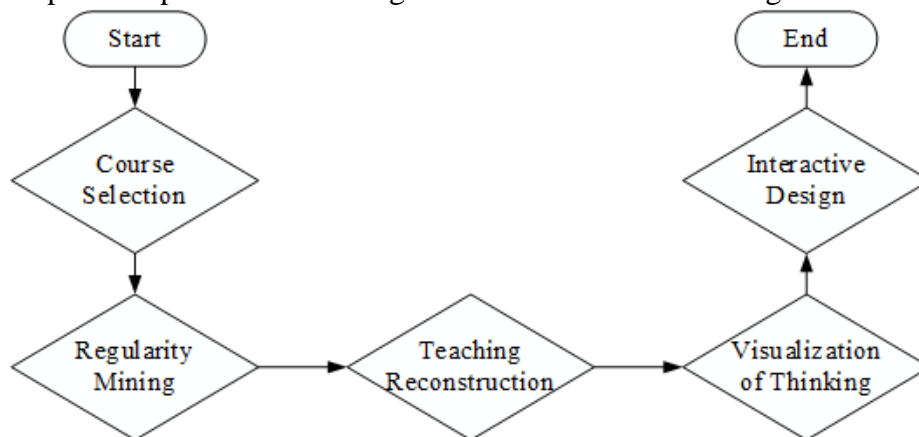 Start
Course
Selection
Regularity
Mining
Teaching
Reconstruction
Visualization
of Thinking
Interactive
Design
End